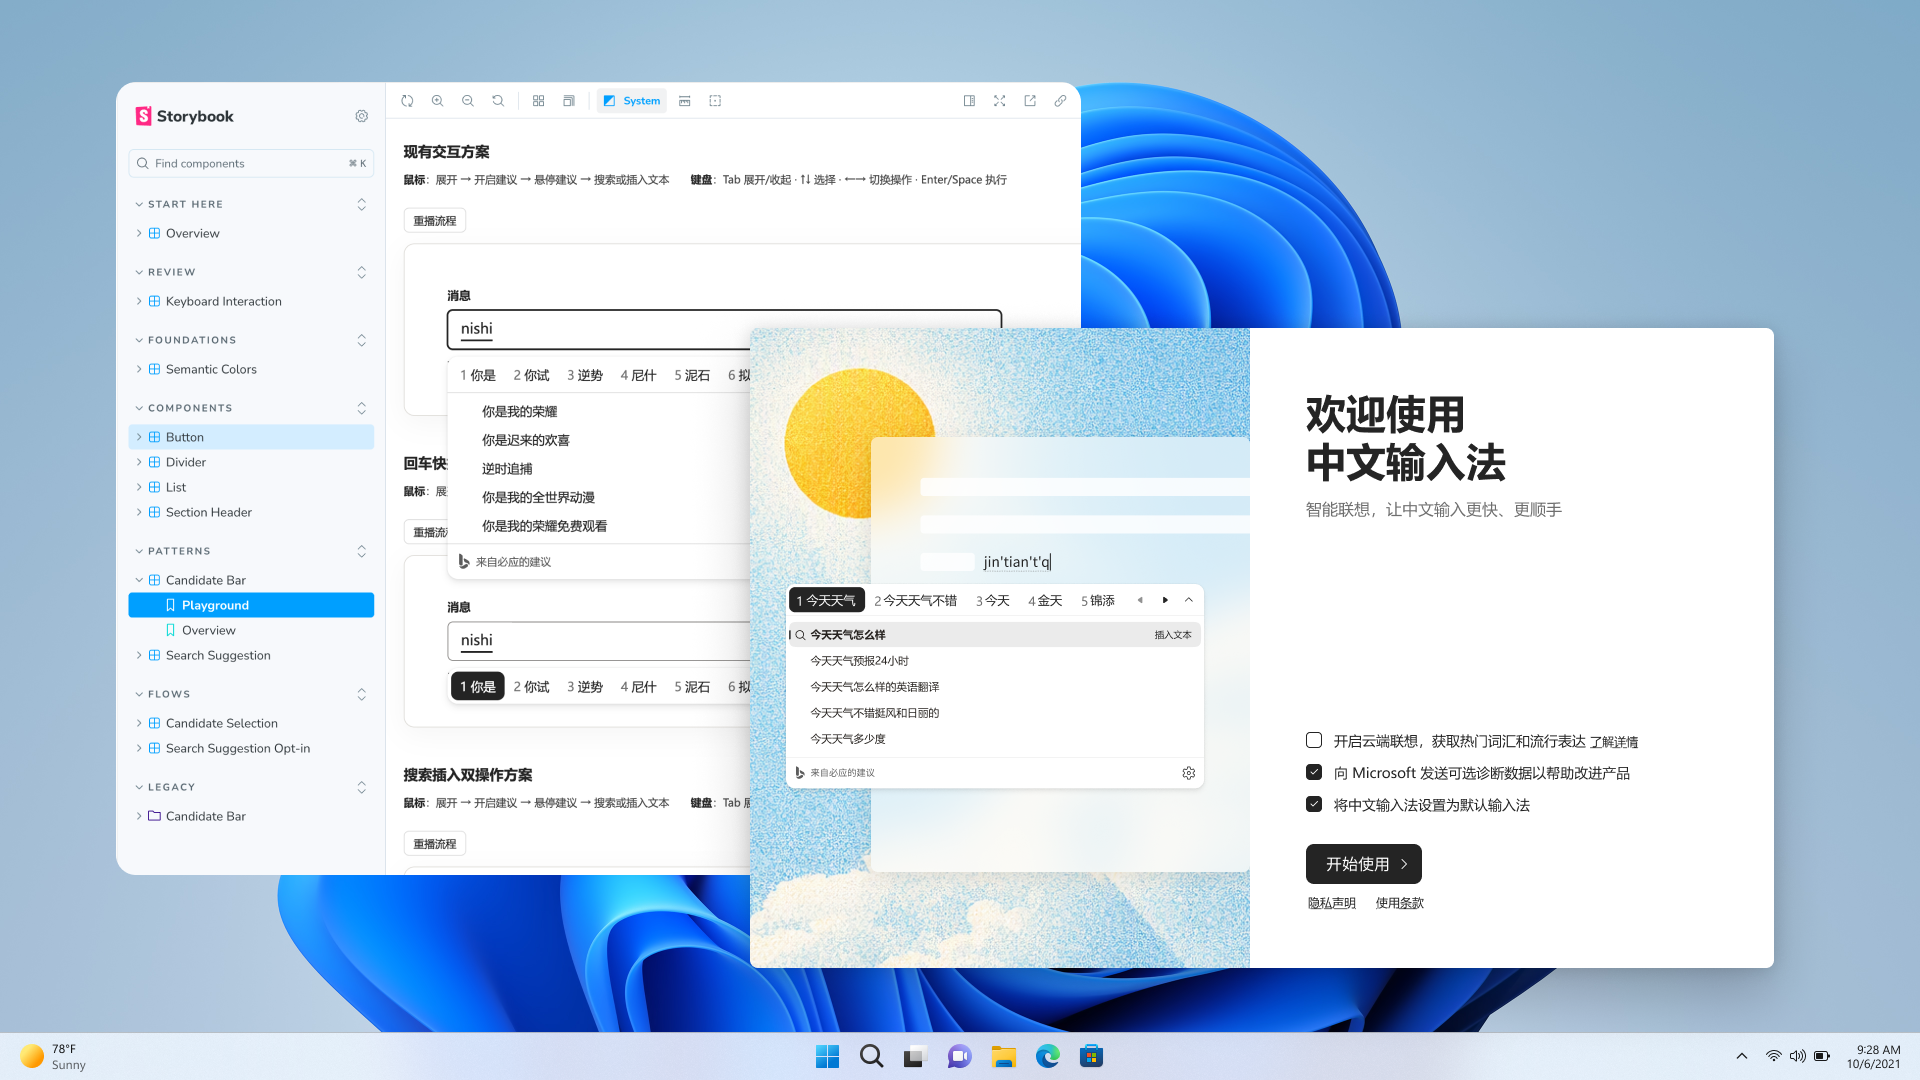 Storybook
Find components ⌘ K
START HERE
Overview
REVIEW
Keyboard Interaction
FOUNDATIONS
Semantic Colors
COMPONENTS
Button
Divider
List
Section Header
PATTERNS
Candidate Bar
Playground
Overview
Search Suggestion
FLOWS
Candidate Selection
Search Suggestion Opt-in
LEGACY
Candidate Bar
System
现有交互方案
鼠标：展开 → 开启建议 → 悬停建议 → 搜索或插入文本 键盘：Tab 展开/收起 · ↑↓ 选择 · ←→ 切换操作 · Enter/Space 执行
重播流程
消息
nishi
1 你是 2 你试 3 逆势 4 尼什 5 泥石 6 拟
你是我的荣耀
你是迟来的欢喜
逆时追捕
你是我的全世界动漫
你是我的荣耀免费观看
来自必应的建议
回车快
鼠标：展
重播流
消息
nishi
1 你是 2 你试 3 逆势 4 尼什 5 泥石 6 拟
搜索插入双操作方案
鼠标：展开 → 开启建议 → 悬停建议 → 搜索或插入文本 键盘：Tab 展
重播流程
jin'tian't'q
1 今天天气 2 今天天气不错 3 今天 4 金天 5 锦添
今天天气怎么样 插入文本
今天天气预报24小时
今天天气怎么样的英语翻译
今天天气不错挺风和日丽的
今天天气多少度
来自必应的建议
欢迎使用
中文输入法
智能联想，让中文输入更快、更顺手
开启云端联想，获取热门词汇和流行表达 了解详情
向 Microsoft 发送可选诊断数据以帮助改进产品
将中文输入法设置为默认输入法
开始使用
隐私声明 使用条款
78°F
Sunny
9:28 AM
10/6/2021